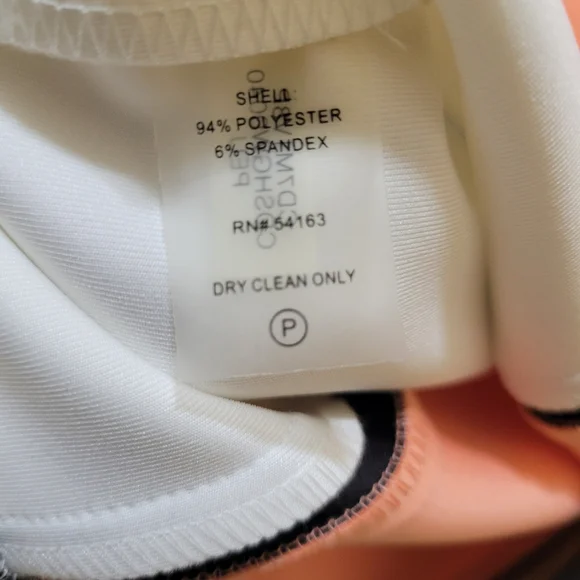 SHELL:
94% POLYESTER
6% SPANDEX
RN# 54163
DRY CLEAN ONLY
P